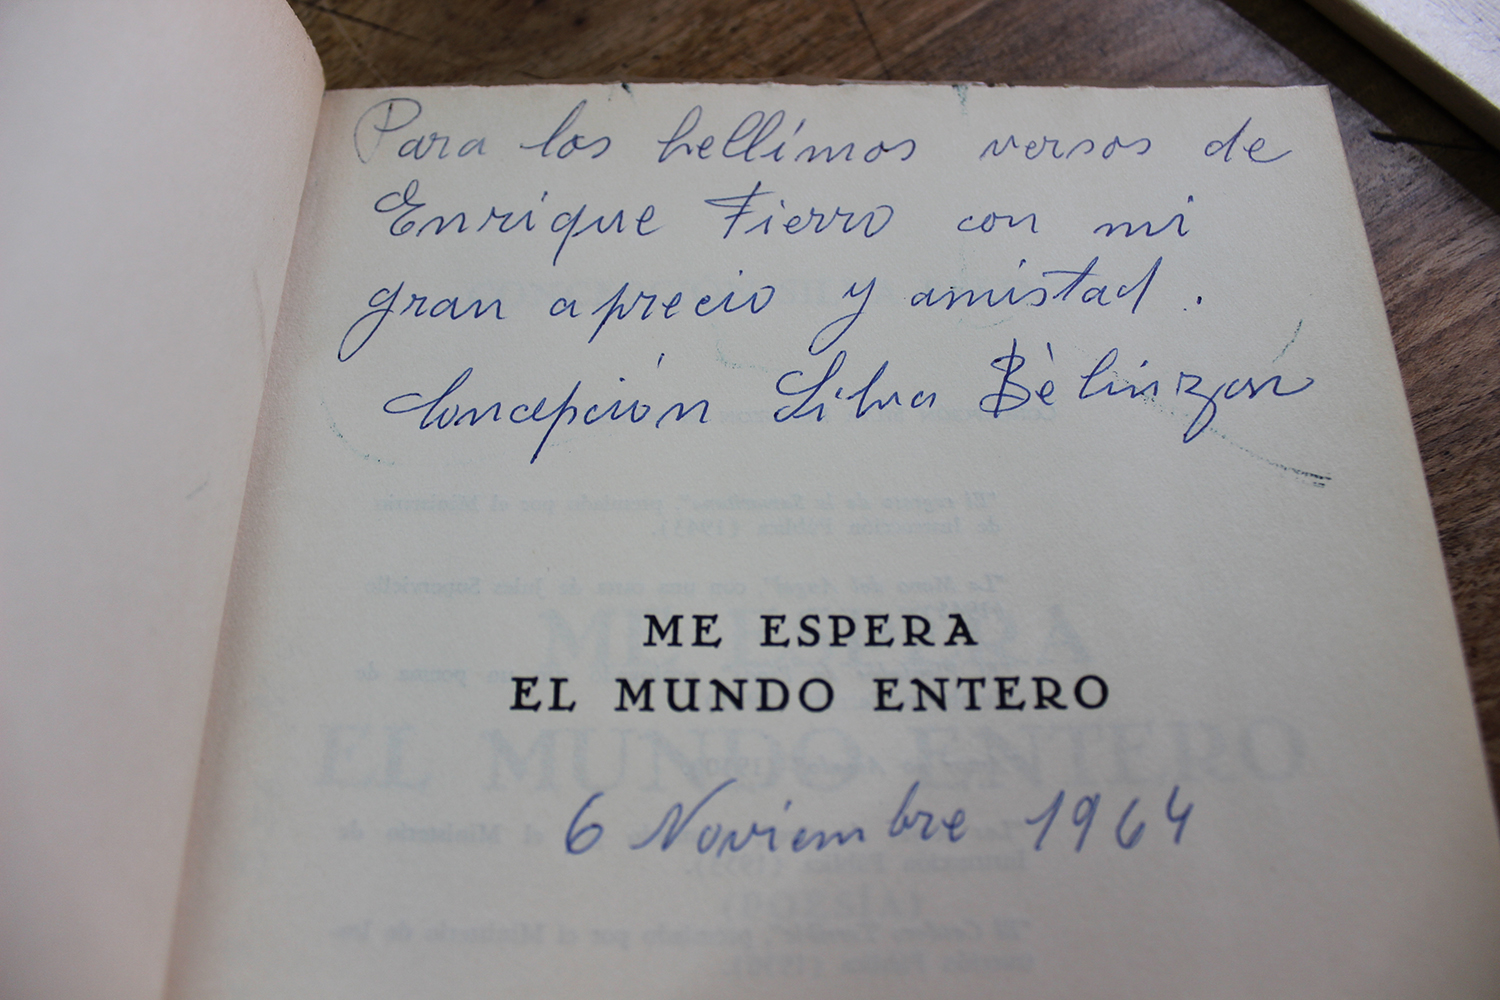 Para los bellímos versos de
Enrique Fierro con mi
gran aprecio y amistad.
Concepción Silva Bèlinzon
ME ESPERA
EL MUNDO ENTERO
6 Noviembre 1964